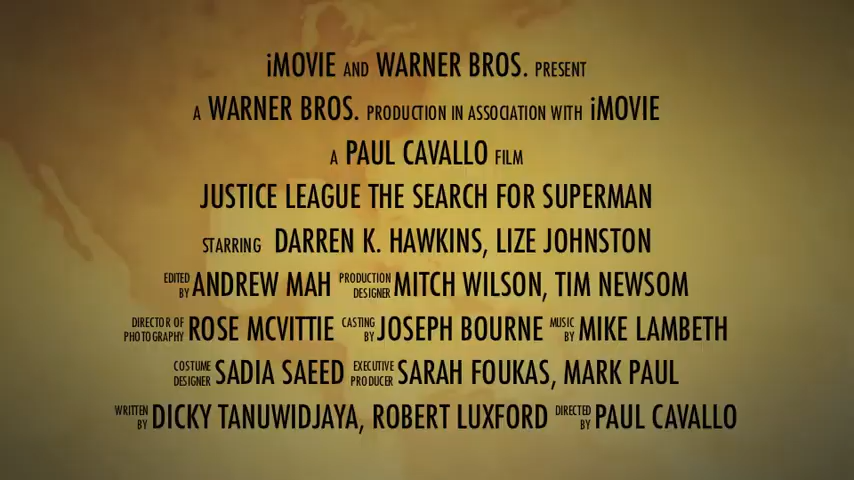 iMOVIE AND WARNER BROS. PRESENT
A WARNER BROS. PRODUCTION IN ASSOCIATION WITH iMOVIE
A PAUL CAVALLO FILM
JUSTICE LEAGUE THE SEARCH FOR SUPERMAN
STARRING DARREN K. HAWKINS, LIZE JOHNSTON
EDITED BY ANDREW MAH PRODUCTION DESIGNER MITCH WILSON, TIM NEWSOM
DIRECTOR OF PHOTOGRAPHY ROSE MCVITTIE CASTING BY JOSEPH BOURNE MUSIC BY MIKE LAMBETH
COSTUME DESIGNER SADIA SAEED EXECUTIVE PRODUCER SARAH FOUKAS, MARK PAUL
WRITTEN BY DICKY TANUWIDJAYA, ROBERT LUXFORD DIRECTED BY PAUL CAVALLO